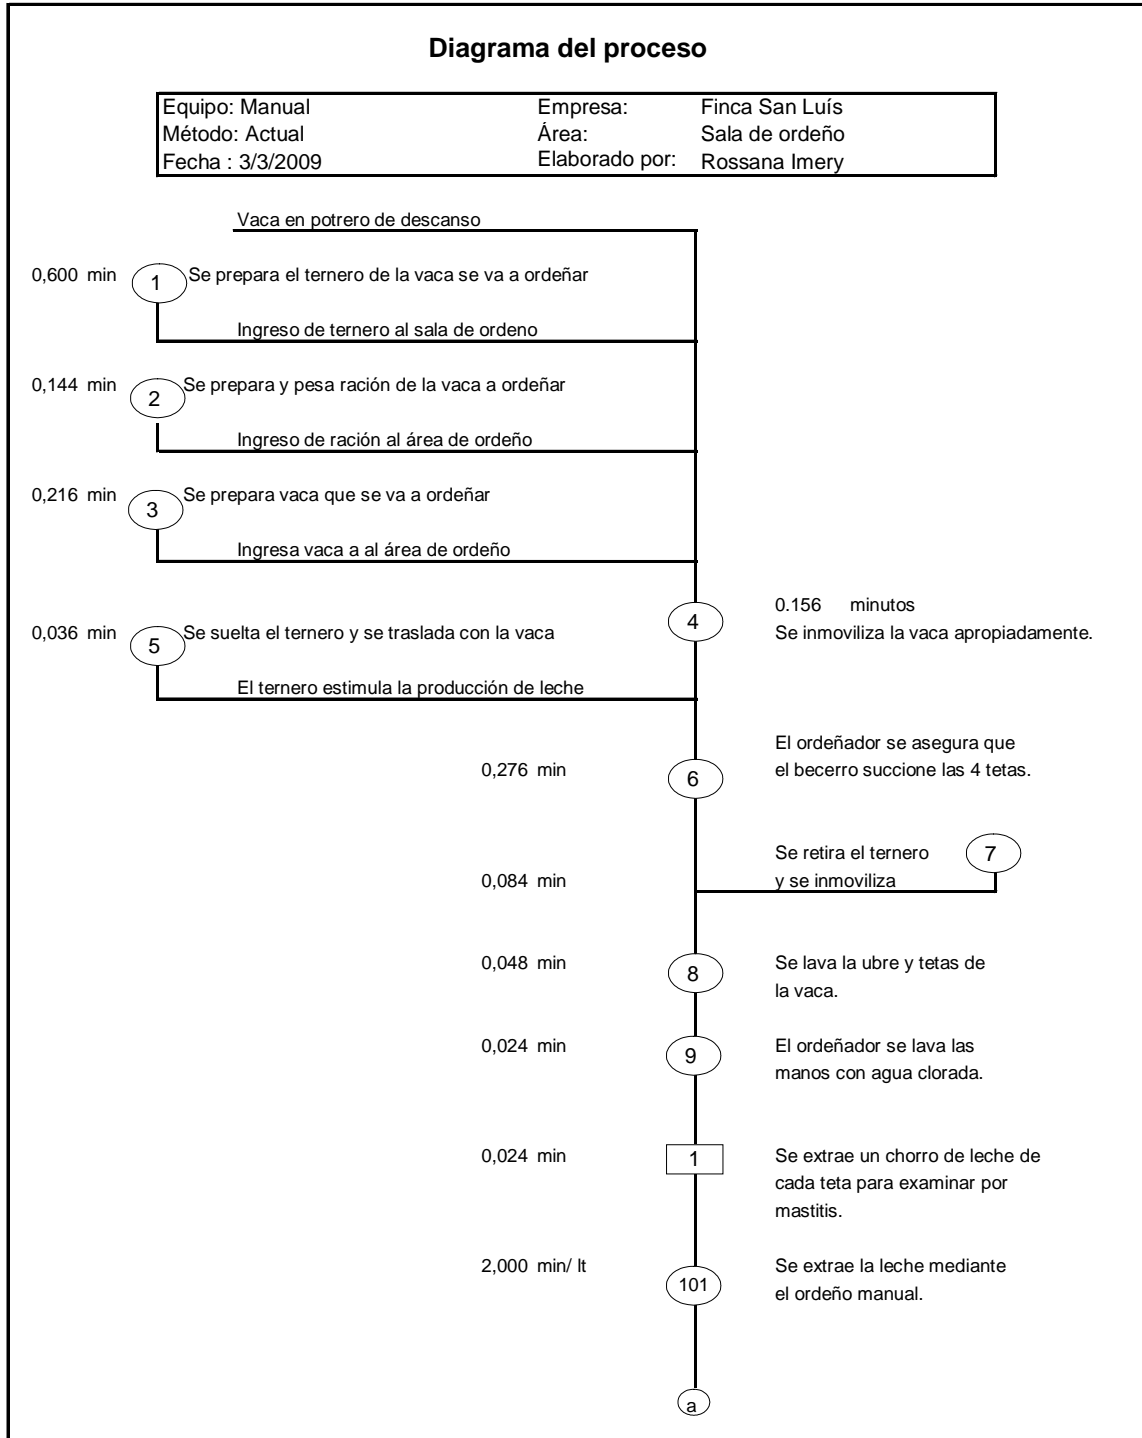 Diagrama del proceso
Equipo: Manual Empresa: Finca San Luís
Método: Actual Área: Sala de ordeño
Fecha : 3/3/2009 Elaborado por: Rossana Imery
Vaca en potrero de descanso
0,600 min 1 Se prepara el ternero de la vaca se va a ordeñar
Ingreso de ternero al sala de ordeno
0,144 min 2 Se prepara y pesa ración de la vaca a ordeñar
Ingreso de ración al área de ordeño
0,216 min 3 Se prepara vaca que se va a ordeñar
Ingresa vaca a al área de ordeño
4 0.156 minutos
Se inmoviliza la vaca apropiadamente.
0,036 min 5 Se suelta el ternero y se traslada con la vaca
El ternero estimula la producción de leche
0,276 min 6 El ordeñador se asegura que
el becerro succione las 4 tetas.
0,084 min Se retira el ternero 7
y se inmoviliza
0,048 min 8 Se lava la ubre y tetas de
la vaca.
0,024 min 9 El ordeñador se lava las
manos con agua clorada.
0,024 min 1 Se extrae un chorro de leche de
cada teta para examinar por
mastitis.
2,000 min/ lt 101 Se extrae la leche mediante
el ordeño manual.
a